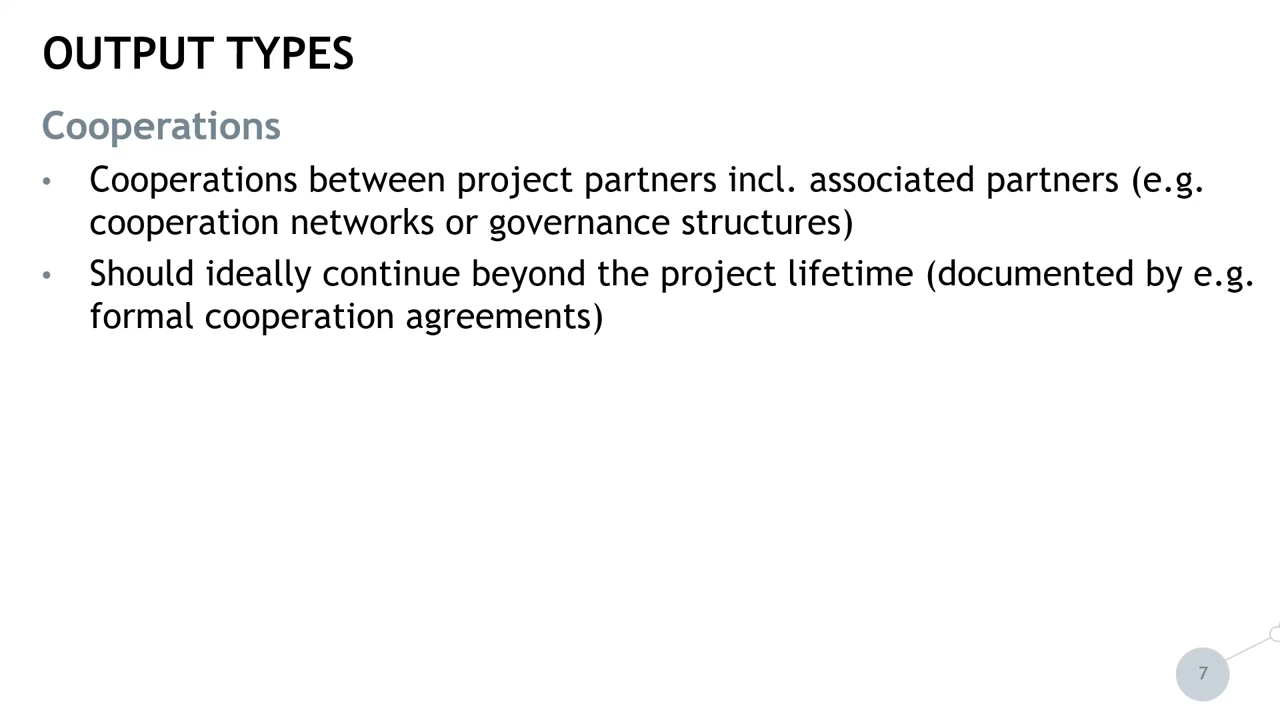 OUTPUT TYPES
Cooperations
• Cooperations between project partners incl. associated partners (e.g.
cooperation networks or governance structures)
• Should ideally continue beyond the project lifetime (documented by e.g.
formal cooperation agreements)
7